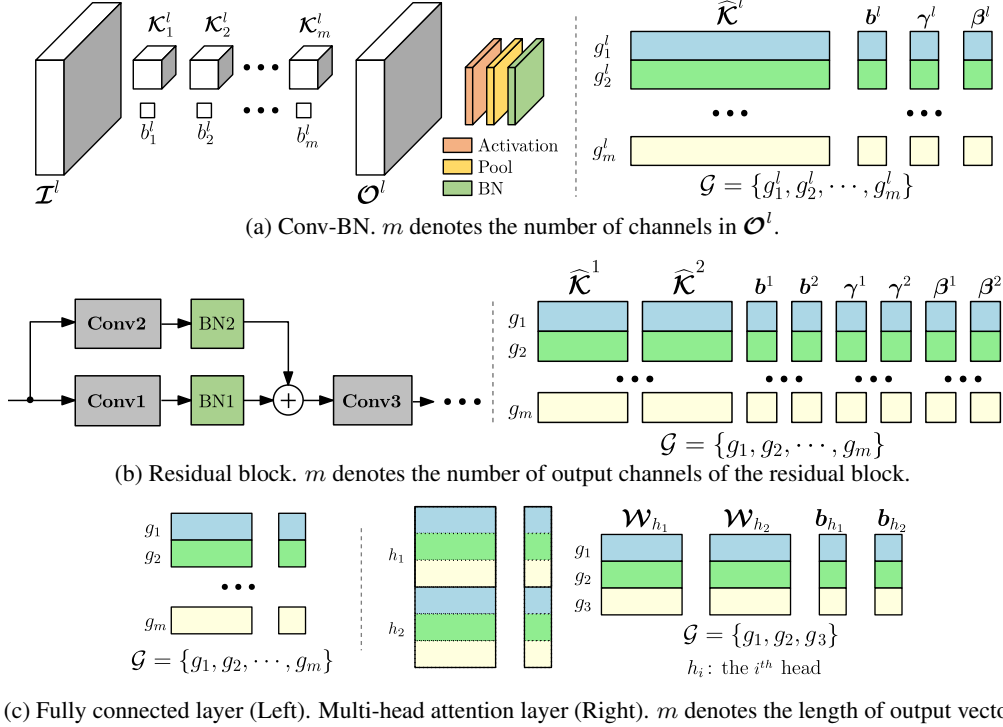 𝓚₁ˡ 𝓚₂ˡ 𝓚ₘˡ
b₁ˡ b₂ˡ bₘˡ
𝓘ˡ 𝓞ˡ
Activation
Pool
BN
𝓚̂ˡ 𝒃ˡ 𝜸ˡ 𝜷ˡ
g₁ˡ
g₂ˡ
• • • • • •
gₘˡ
𝒢 = {g₁ˡ, g₂ˡ, ⋯, gₘˡ}
(a) Conv-BN. m denotes the number of channels in 𝓞ˡ.
Conv2 BN2
Conv1 BN1 + Conv3 • • •
𝓚̂¹ 𝓚̂² 𝒃¹ 𝒃² 𝜸¹ 𝜸² 𝜷¹ 𝜷²
g₁
g₂
• • • • • • • • • • • •
gₘ
𝒢 = {g₁, g₂, ⋯, gₘ}
(b) Residual block. m denotes the number of output channels of the residual block.
g₁
g₂
• • •
gₘ
𝒢 = {g₁, g₂, ⋯, gₘ}
h₁
h₂
𝓦ₕ₁ 𝓦ₕ₂ 𝒃ₕ₁ 𝒃ₕ₂
g₁
g₂
g₃
𝒢 = {g₁, g₂, g₃}
hᵢ: the iᵗʰ head
(c) Fully connected layer (Left). Multi-head attention layer (Right). m denotes the length of output vecto